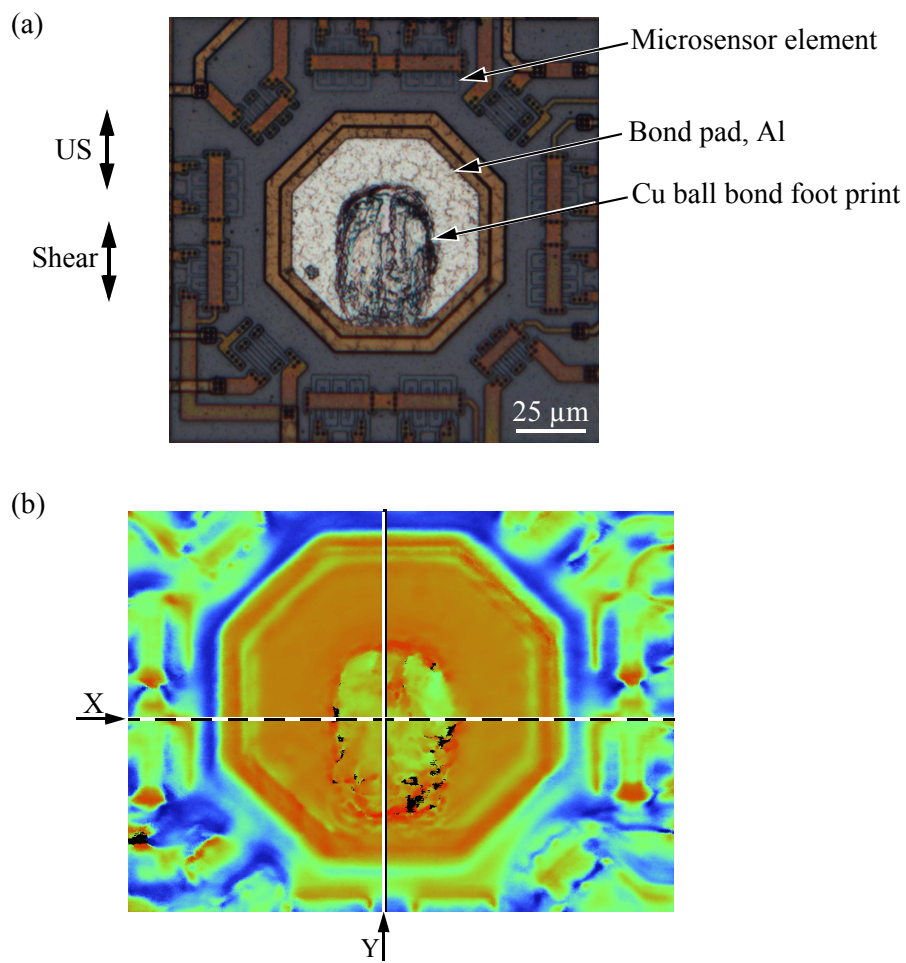 (a)
Microsensor element
US
Bond pad, Al
Cu ball bond foot print
Shear
25 µm
(b)
X
Y